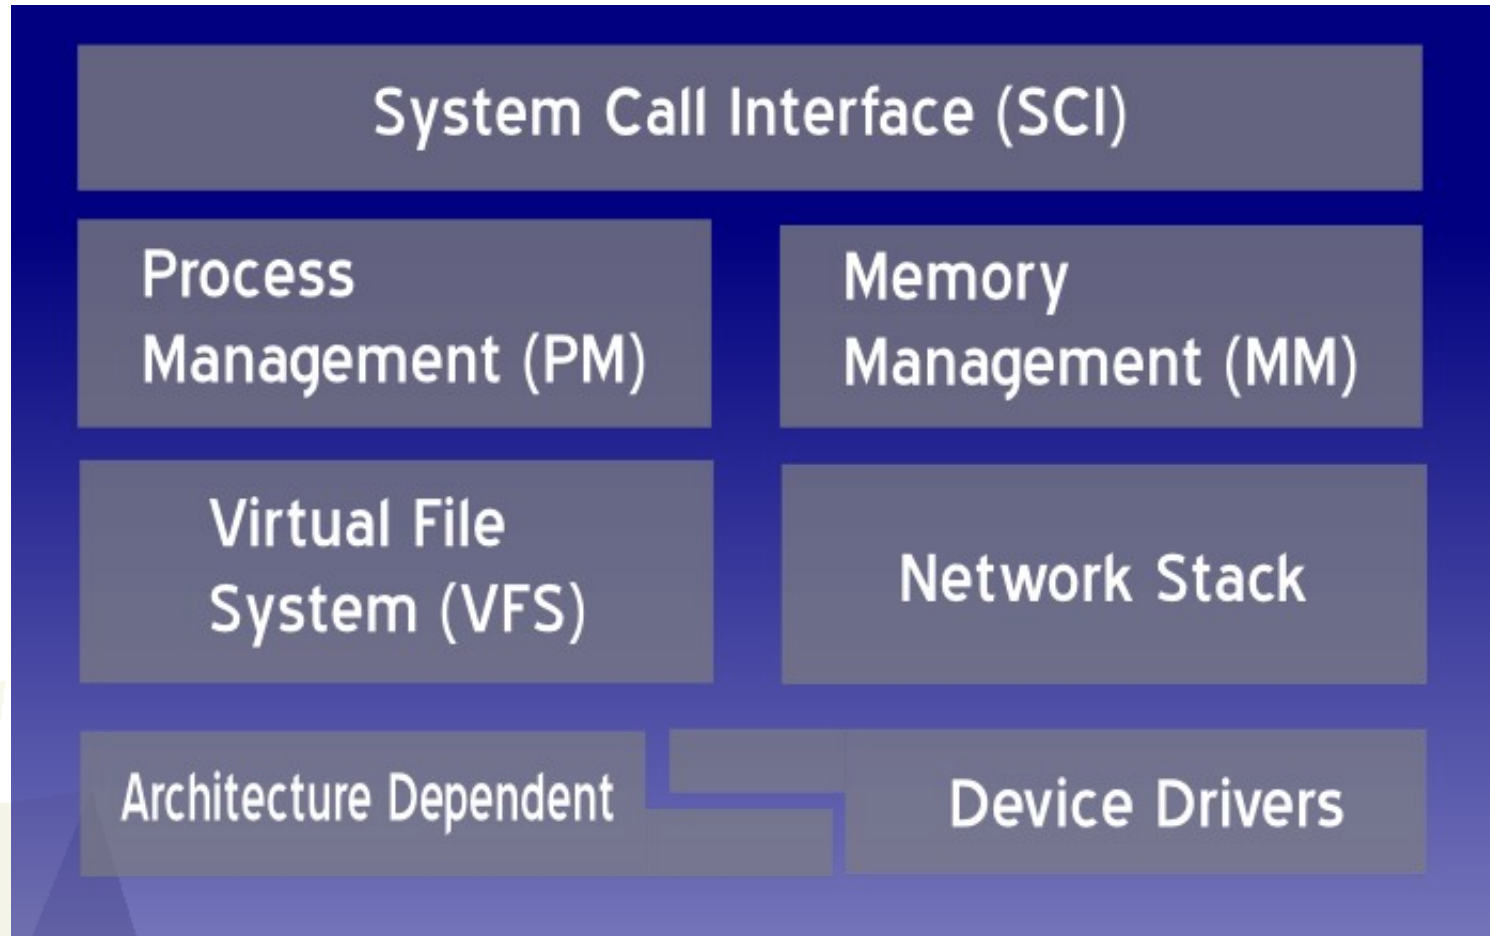 System Call Interface (SCI)
Process
Management (PM)
Memory
Management (MM)
Virtual File
System (VFS)
Network Stack
Architecture Dependent
Device Drivers